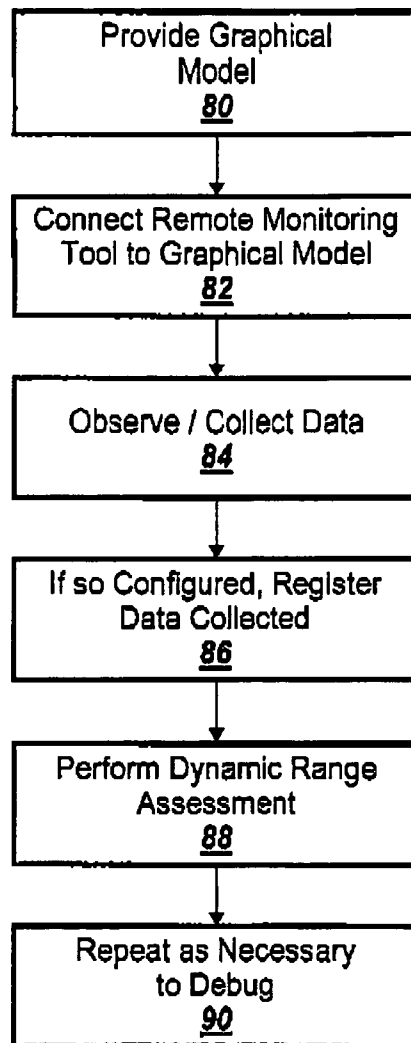 Provide Graphical
Model
80
Connect Remote Monitoring
Tool to Graphical Model
82
Observe / Collect Data
84
If so Configured, Register
Data Collected
86
Perform Dynamic Range
Assessment
88
Repeat as Necessary
to Debug
90